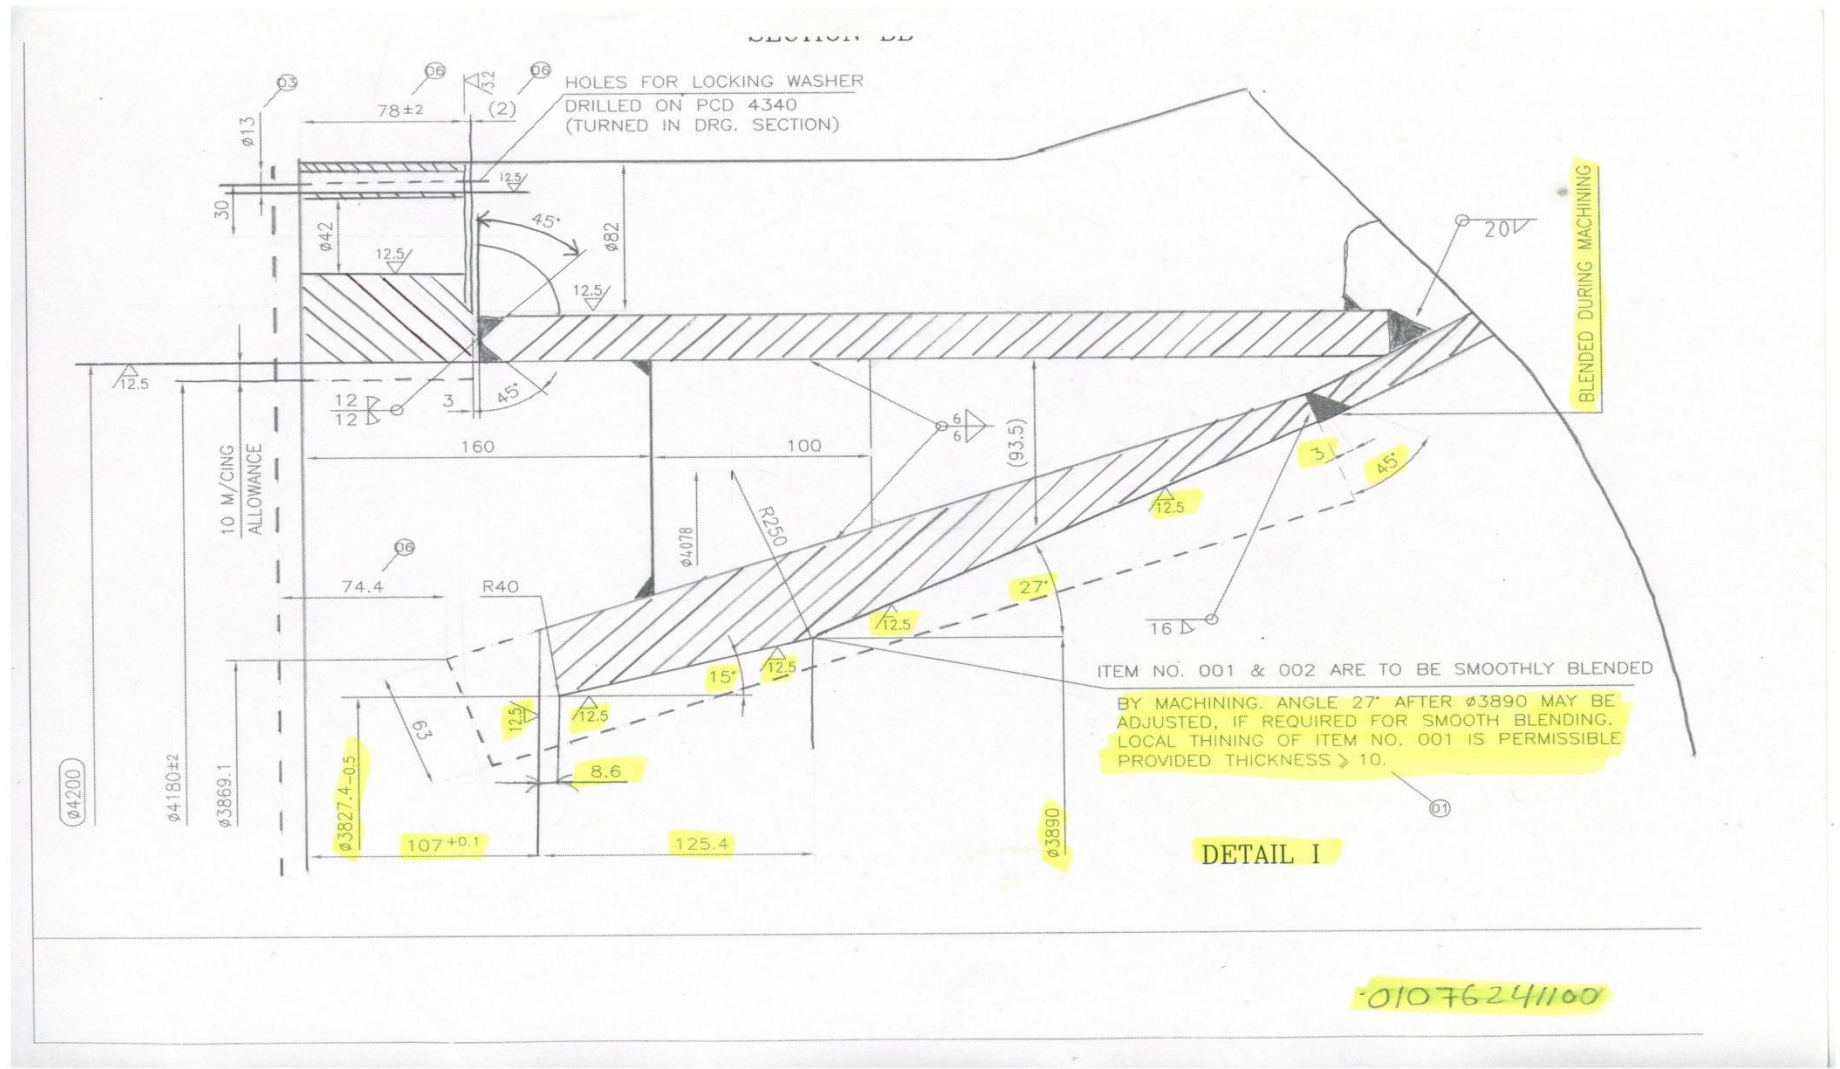 SECTION BB
03
06
06
3.2
HOLES FOR LOCKING WASHER
DRILLED ON PCD 4340
(TURNED IN DRG. SECTION)
78±2
(2)
ø13
12.5
30
ø42
45°
ø82
20
12.5
12.5
BLENDED DURING MACHINING
12.5
12
12
3
45°
6
6
(93.5)
3
45°
160
100
10 M/CING
ALLOWANCE
ø4078
R250
12.5
06
74.4
R40
27°
12.5
16
15°
12.5
12.5
12.5
63
8.6
ITEM NO. 001 & 002 ARE TO BE SMOOTHLY BLENDED
BY MACHINING. ANGLE 27° AFTER ø3890 MAY BE
ADJUSTED, IF REQUIRED FOR SMOOTH BLENDING.
LOCAL THINING OF ITEM NO. 001 IS PERMISSIBLE
PROVIDED THICKNESS ⩾ 10.
01
ø4200
ø4180±2
ø3869.1
ø3827.4-0.5
107+0.1
125.4
ø3890
DETAIL I
01076241100